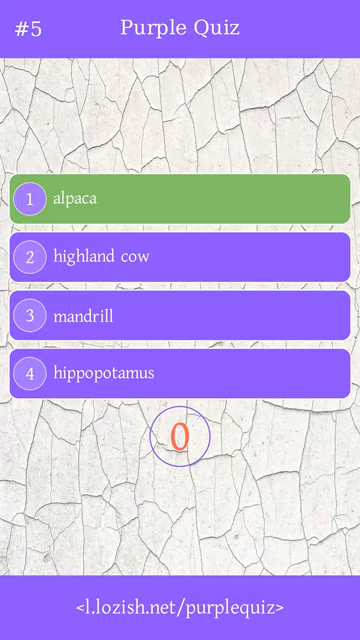 #5 Purple Quiz
1 alpaca
2 highland cow
3 mandrill
4 hippopotamus
0
<l.lozish.net/purplequiz>